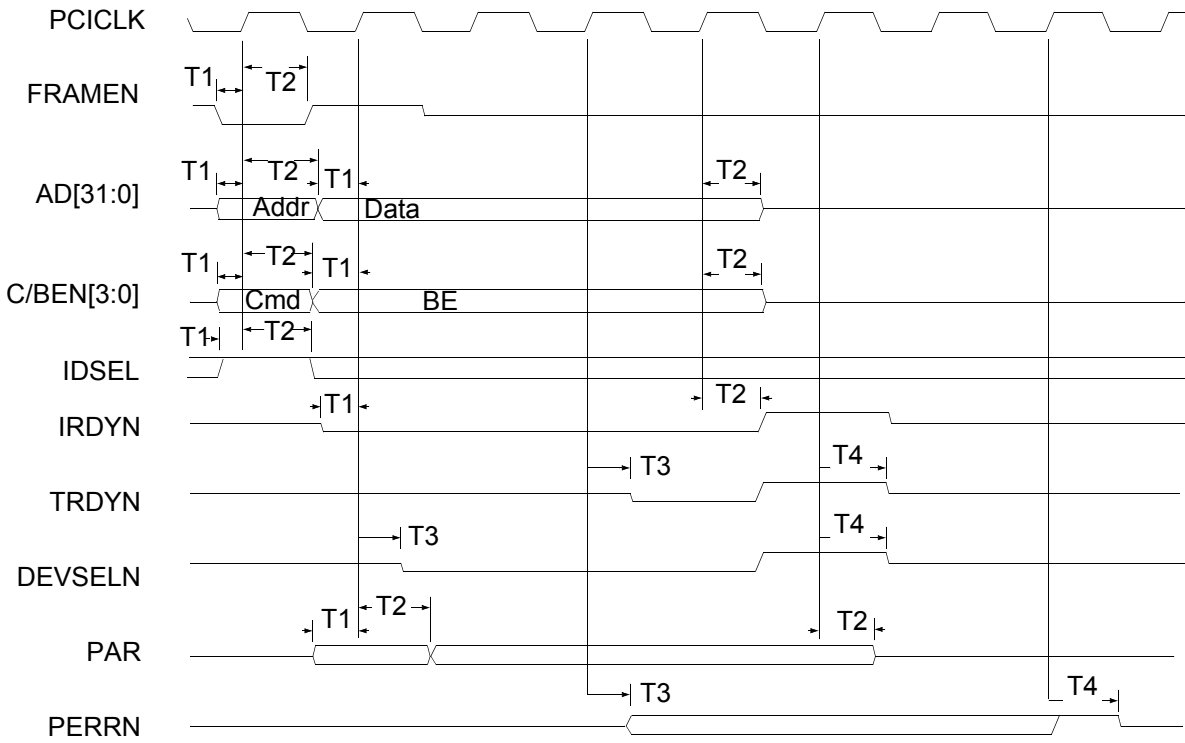 PCICLK
T1
T2
FRAMEN
T1
T2
T1
T2
AD[31:0]
Addr
Data
T1
T2
T1
T2
C/BEN[3:0]
Cmd
BE
T1
T2
IDSEL
T1
T2
IRDYN
T3
T4
TRDYN
T3
T4
DEVSELN
T1
T2
T2
PAR
T3
T4
PERRN